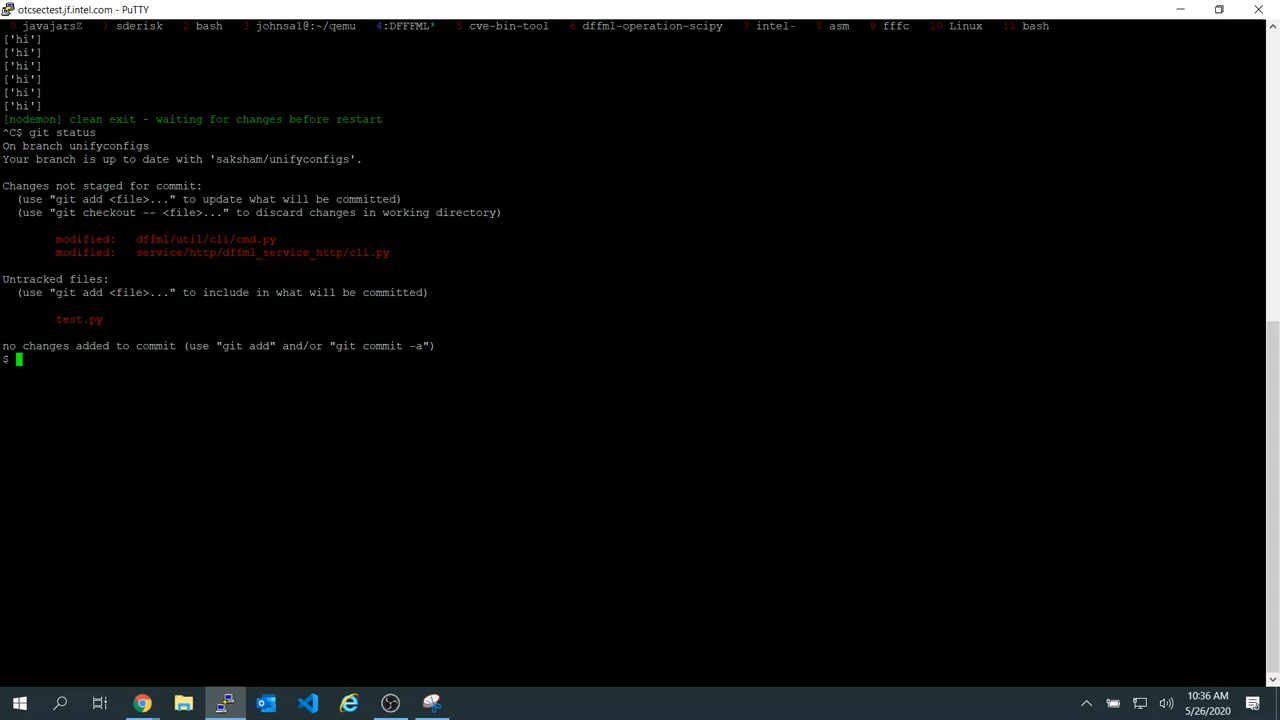 otcsectest.jf.intel.com - PuTTY
0 javajarsZ 1 sderisk 2 bash 3 johnsa1@:~/qemu 4:DFFFML* 5 cve-bin-tool 6 dffml-operation-scipy 7 intel- 8 asm 9 fffc 10 Linux 11 bash
['hi']
['hi']
['hi']
['hi']
['hi']
['hi']
[nodemon] clean exit - waiting for changes before restart
^C$ git status
On branch unifyconfigs
Your branch is up to date with 'saksham/unifyconfigs'.
Changes not staged for commit:
(use "git add <file>..." to update what will be committed)
(use "git checkout -- <file>..." to discard changes in working directory)
modified: dffml/util/cli/cmd.py
modified: service/http/dffml_service_http/cli.py
Untracked files:
(use "git add <file>..." to include in what will be committed)
test.py
no changes added to commit (use "git add" and/or "git commit -a")
$
10:36 AM
5/26/2020